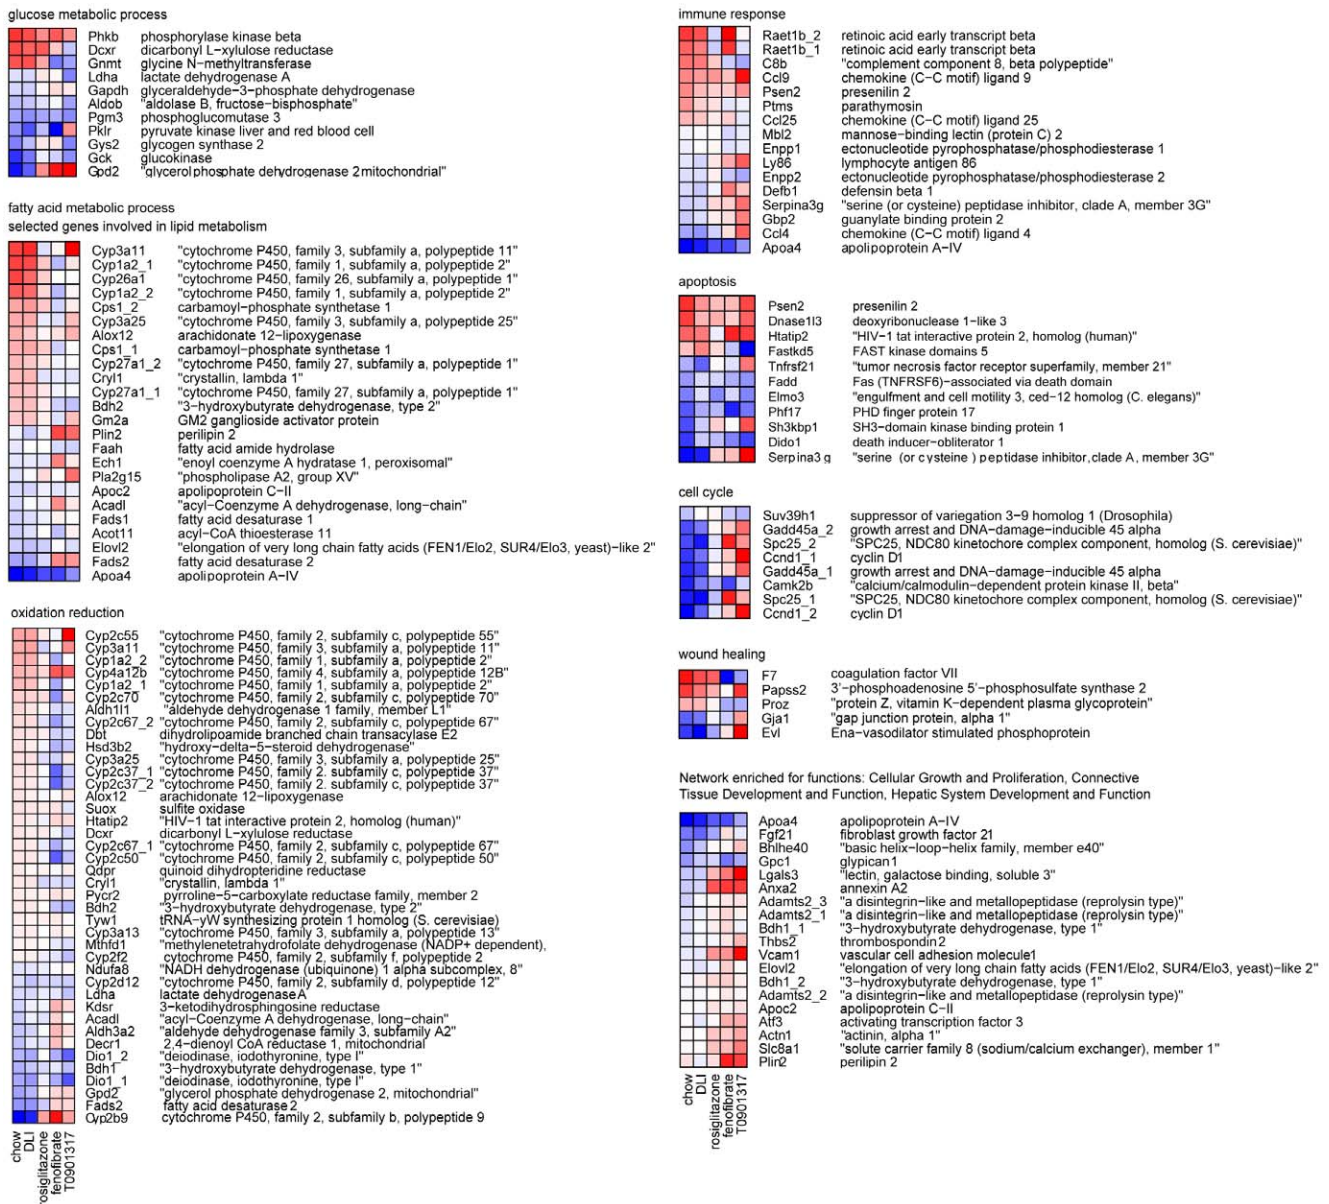 glucose metabolic process
Phkb phosphorylase kinase beta
Dcxr dicarbonyl L−xylulose reductase
Gnmt glycine N−methyltransferase
Ldha lactate dehydrogenase A
Gapdh glyceraldehyde−3−phosphate dehydrogenase
Aldob "aldolase B, fructose−bisphosphate"
Pgm3 phosphoglucomutase 3
Pklr pyruvate kinase liver and red blood cell
Gys2 glycogen synthase 2
Gck glucokinase
Gpd2 "glycerol phosphate dehydrogenase 2 mitochondrial"
fatty acid metabolic process
selected genes involved in lipid metabolism
Cyp3a11 "cytochrome P450, family 3, subfamily a, polypeptide 11"
Cyp1a2_1 "cytochrome P450, family 1, subfamily a, polypeptide 2"
Cyp26a1 "cytochrome P450, family 26, subfamily a, polypeptide 1"
Cyp1a2_2 "cytochrome P450, family 1, subfamily a, polypeptide 2"
Cps1_2 carbamoyl−phosphate synthetase 1
Cyp3a25 "cytochrome P450, family 3, subfamily a, polypeptide 25"
Alox12 arachidonate 12−lipoxygenase
Cps1_1 carbamoyl−phosphate synthetase 1
Cyp27a1_2 "cytochrome P450, family 27, subfamily a, polypeptide 1"
Cryl1 "crystallin, lambda 1"
Cyp27a1_1 "cytochrome P450, family 27, subfamily a, polypeptide 1"
Bdh2 "3−hydroxybutyrate dehydrogenase, type 2"
Gm2a GM2 ganglioside activator protein
Plin2 perilipin 2
Faah fatty acid amide hydrolase
Ech1 "enoyl coenzyme A hydratase 1, peroxisomal"
Pla2g15 "phospholipase A2, group XV"
Apoc2 apolipoprotein C−II
Acadl "acyl−Coenzyme A dehydrogenase, long−chain"
Fads1 fatty acid desaturase 1
Acot11 acyl−CoA thioesterase 11
Elovl2 "elongation of very long chain fatty acids (FEN1/Elo2, SUR4/Elo3, yeast)−like 2"
Fads2 fatty acid desaturase 2
Apoa4 apolipoprotein A−IV
oxidation reduction
Cyp2c55 "cytochrome P450, family 2, subfamily c, polypeptide 55"
Cyp3a11 "cytochrome P450, family 3, subfamily a, polypeptide 11"
Cyp1a2_2 "cytochrome P450, family 1, subfamily a, polypeptide 2"
Cyp4a12b "cytochrome P450, family 4, subfamily a, polypeptide 12B"
Cyp1a2_1 "cytochrome P450, family 1, subfamily a, polypeptide 2"
Cyp2c70 "cytochrome P450, family 2, subfamily c, polypeptide 70"
Aldh1l1 "aldehyde dehydrogenase 1 family, member L1"
Cyp2c67_2 "cytochrome P450, family 2, subfamily c, polypeptide 67"
Dbt dihydrolipoamide branched chain transacylase E2
Hsd3b2 "hydroxy−delta−5−steroid dehydrogenase"
Cyp3a25 "cytochrome P450, family 3, subfamily a, polypeptide 25"
Cyp2c37_1 "cytochrome P450, family 2. subfamily c, polypeptide 37"
Cyp2c37_2 "cytochrome P450, family 2. subfamily c, polypeptide 37"
Alox12 arachidonate 12−lipoxygenase
Suox sulfite oxidase
Htatip2 "HIV−1 tat interactive protein 2, homolog (human)"
Dcxr dicarbonyl L−xylulose reductase
Cyp2c67_1 "cytochrome P450, family 2, subfamily c, polypeptide 67"
Cyp2c50 "cytochrome P450, family 2, subfamily c, polypeptide 50"
Qdpr quinoid dihydropteridine reductase
Cryl1 "crystallin, lambda 1"
Pycr2 pyrroline−5−carboxylate reductase family, member 2
Bdh2 "3−hydroxybutyrate dehydrogenase, type 2"
Tyw1 tRNA−yW synthesizing protein 1 homolog (S. cerevisiae)
Cyp3a13 "cytochrome P450, family 3, subfamily a, polypeptide 13"
Mthfd1 "methylenetetrahydrofolate dehydrogenase (NADP+ dependent),
Cyp2f2 cytochrome P450, family 2, subfamily f, polypeptide 2
Ndufa8 "NADH dehydrogenase (ubiquinone) 1 alpha subcomplex, 8"
Cyp2d12 "cytochrome P450, family 2, subfamily d, polypeptide 12"
Ldha lactate dehydrogenase A
Kdsr 3−ketodihydrosphingosine reductase
Acadl "acyl−Coenzyme A dehydrogenase, long−chain"
Aldh3a2 "aldehyde dehydrogenase family 3, subfamily A2"
Decr1 2,4−dienoyl CoA reductase 1, mitochondrial
Dio1_2 "deiodinase, iodothyronine, type I"
Bdh1 "3−hydroxybutyrate dehydrogenase, type 1"
Dio1_1 "deiodinase, iodothyronine, type I"
Gpd2 "glycerol phosphate dehydrogenase 2, mitochondrial"
Fads2 fatty acid desaturase 2
Cyp2b9 cytochrome P450, family 2, subfamily b, polypeptide 9
chow
DLI
rosiglitazone
fenofibrate
T0901317
immune response
Raet1b_2 retinoic acid early transcript beta
Raet1b_1 retinoic acid early transcript beta
C8b "complement component 8, beta polypeptide"
Ccl9 chemokine (C−C motif) ligand 9
Psen2 presenilin 2
Ptms parathymosin
Ccl25 chemokine (C−C motif) ligand 25
Mbl2 mannose−binding lectin (protein C) 2
Enpp1 ectonucleotide pyrophosphatase/phosphodiesterase 1
Ly86 lymphocyte antigen 86
Enpp2 ectonucleotide pyrophosphatase/phosphodiesterase 2
Defb1 defensin beta 1
Serpina3g "serine (or cysteine) peptidase inhibitor, clade A, member 3G"
Gbp2 guanylate binding protein 2
Ccl4 chemokine (C−C motif) ligand 4
Apoa4 apolipoprotein A−IV
apoptosis
Psen2 presenilin 2
Dnase1l3 deoxyribonuclease 1−like 3
Htatip2 "HIV−1 tat interactive protein 2, homolog (human)"
Fastkd5 FAST kinase domains 5
Tnfrsf21 "tumor necrosis factor receptor superfamily, member 21"
Fadd Fas (TNFRSF6)−associated via death domain
Elmo3 "engulfment and cell motility 3, ced−12 homolog (C. elegans)"
Phf17 PHD finger protein 17
Sh3kbp1 SH3−domain kinase binding protein 1
Dido1 death inducer−obliterator 1
Serpina3 g "serine (or cysteine ) peptidase inhibitor, clade A, member 3G"
cell cycle
Suv39h1 suppressor of variegation 3−9 homolog 1 (Drosophila)
Gadd45a_2 growth arrest and DNA−damage−inducible 45 alpha
Spc25_2 "SPC25, NDC80 kinetochore complex component, homolog (S. cerevisiae)"
Ccnd1_1 cyclin D1
Gadd45a_1 growth arrest and DNA−damage−inducible 45 alpha
Camk2b "calcium/calmodulin−dependent protein kinase II, beta"
Spc25_1 "SPC25, NDC80 kinetochore complex component, homolog (S. cerevisiae)"
Ccnd1_2 cyclin D1
wound healing
F7 coagulation factor VII
Papss2 3'−phosphoadenosine 5'−phosphosulfate synthase 2
Proz "protein Z, vitamin K−dependent plasma glycoprotein"
Gja1 "gap junction protein, alpha 1"
Evl Ena−vasodilator stimulated phosphoprotein
Network enriched for functions: Cellular Growth and Proliferation, Connective
Tissue Development and Function, Hepatic System Development and Function
Apoa4 apolipoprotein A−IV
Fgf21 fibroblast growth factor 21
Bhlhe40 "basic helix−loop−helix family, member e40"
Gpc1 glypican1
Lgals3 "lectin, galactose binding, soluble 3"
Anxa2 annexin A2
Adamts2_3 "a disintegrin−like and metallopeptidase (reprolysin type)"
Adamts2_1 "a disintegrin−like and metallopeptidase (reprolysin type)"
Bdh1_1 "3−hydroxybutyrate dehydrogenase, type 1"
Thbs2 thrombospondin2
Vcam1 vascular cell adhesion molecule1
Elovl2 "elongation of very long chain fatty acids (FEN1/Elo2, SUR4/Elo3, yeast)−like 2"
Bdh1_2 "3−hydroxybutyrate dehydrogenase, type 1"
Adamts2_2 "a disintegrin−like and metallopeptidase (reprolysin type)"
Apoc2 apolipoprotein C−II
Atf3 activating transcription factor 3
Actn1 "actinin, alpha 1"
Slc8a1 "solute carrier family 8 (sodium/calcium exchanger), member 1"
Plin2 perilipin 2
chow
DLI
rosiglitazone
fenofibrate
T0901317